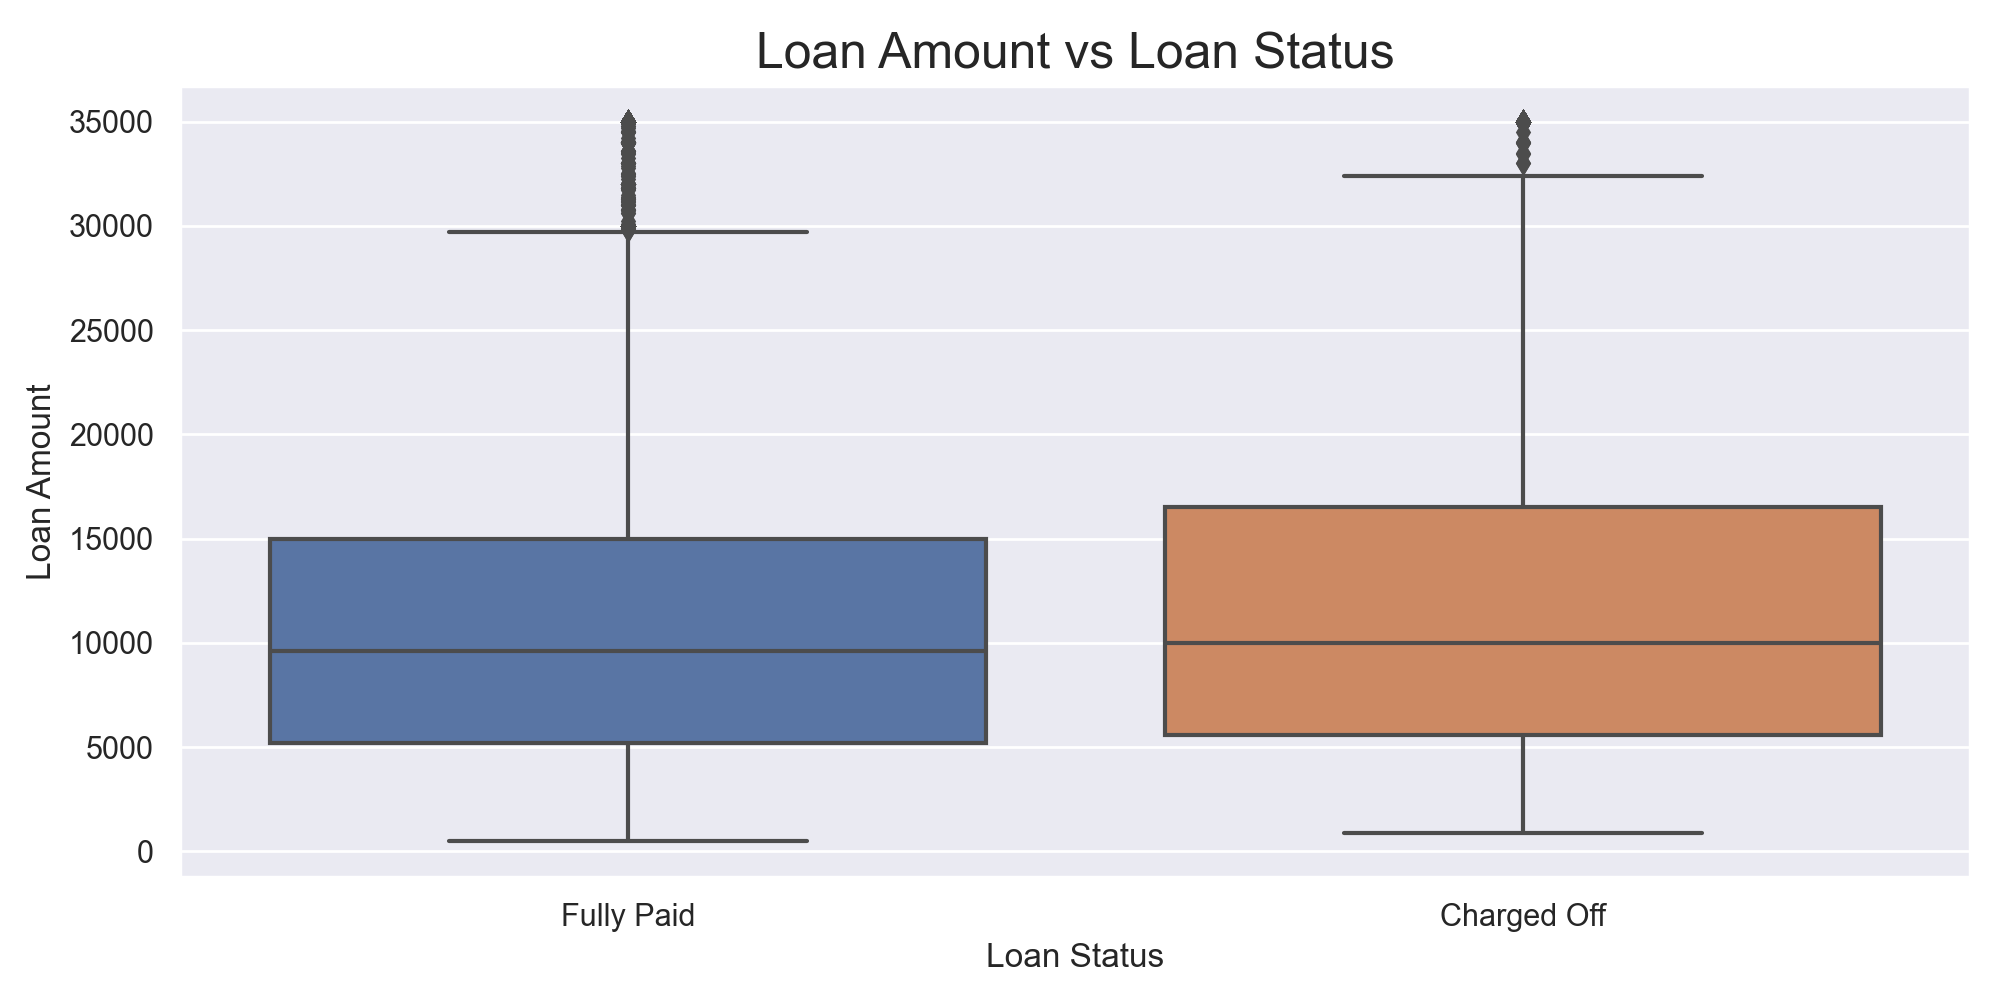 Loan Amount vs Loan Status
35000
30000
25000
20000
15000
10000
5000
0
Loan Amount
Fully Paid
Charged Off
Loan Status